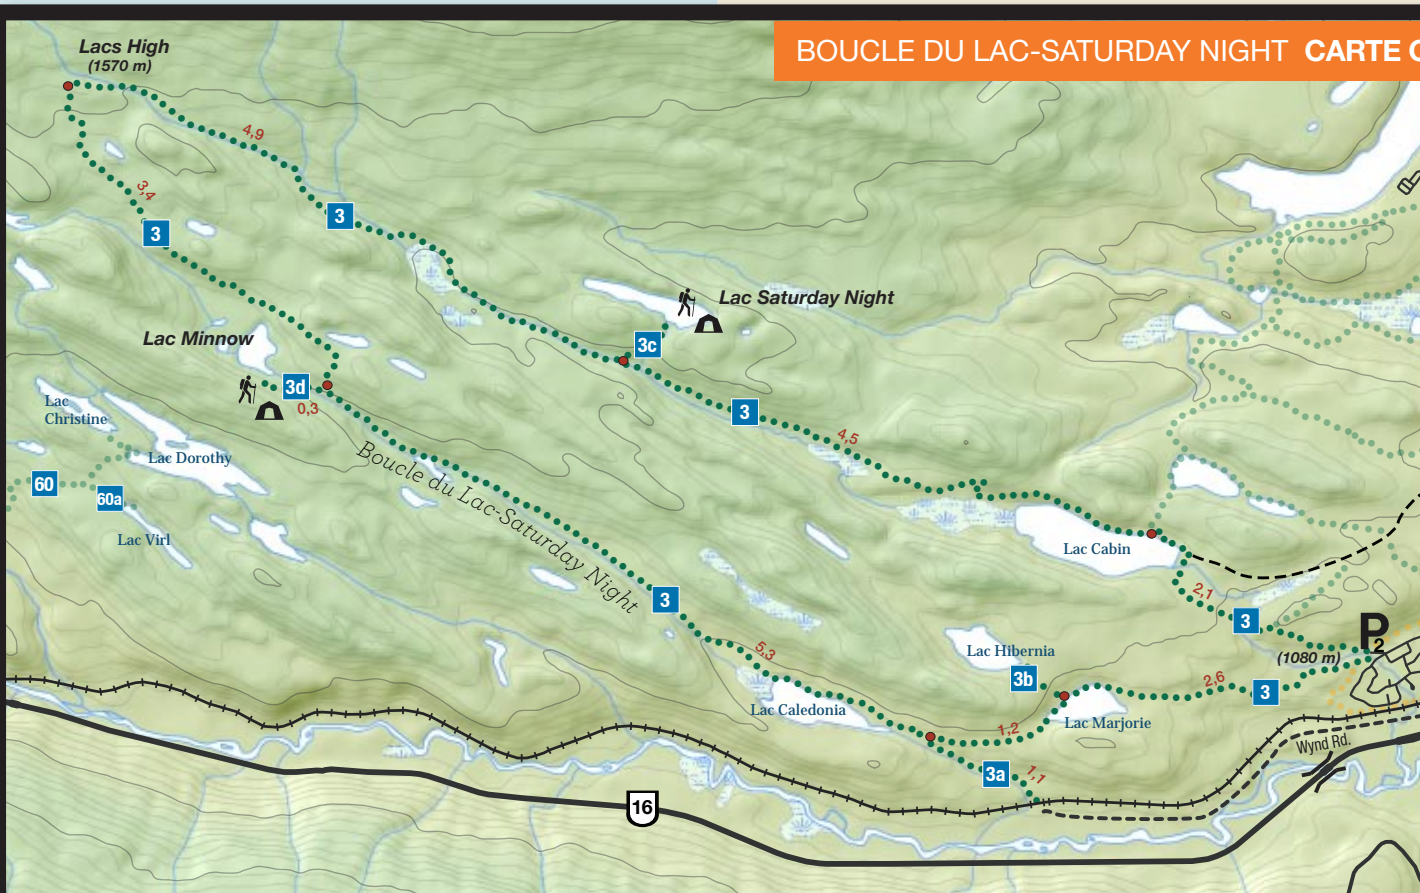 BOUCLE DU LAC-SATURDAY NIGHT CARTE
Lacs High
(1570 m)
4,9
3,4
3
3
Lac Saturday Night
Lac Minnow
3c
3d
0,3
3
Lac
Christine
4,5
Lac Dorothy
60
60a
Lac Virl
Boucle du Lac-Saturday Night
Lac Cabin
2,1
3
3
P2
(1080 m)
5,3
Lac Hibernia
3b
2,6
3
Lac Caledonia
Lac Marjorie
1,2
3a
1,1
Wynd Rd.
16